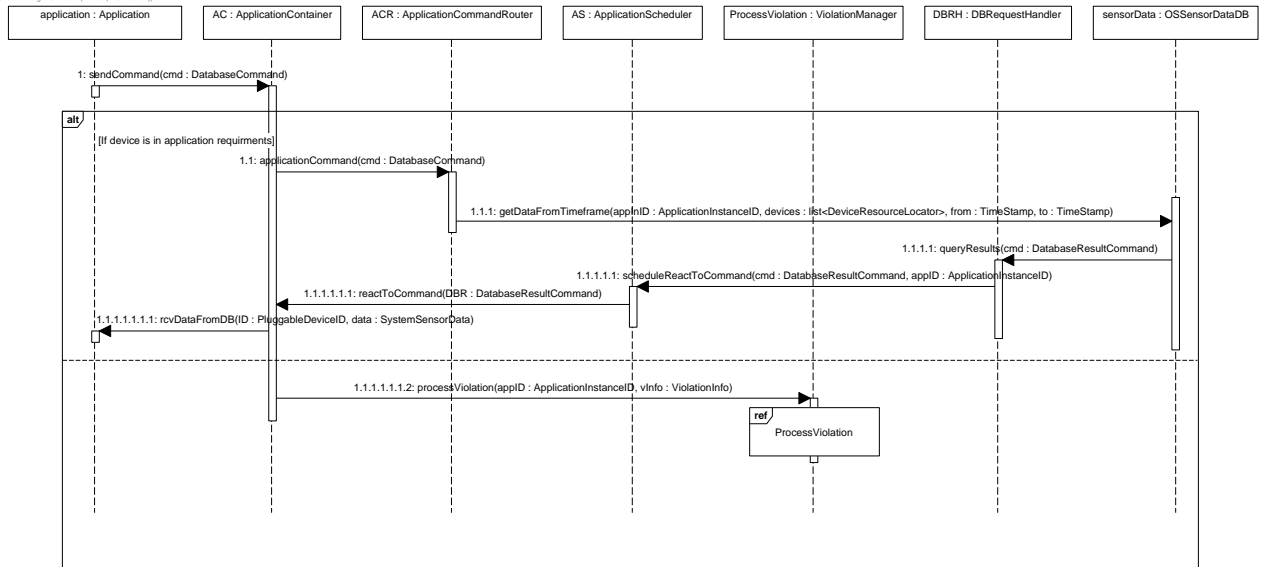 application : Application
AC : ApplicationContainer
ACR : ApplicationCommandRouter
AS : ApplicationScheduler
ProcessViolation : ViolationManager
DBRH : DBRequestHandler
sensorData : OSSensorDataDB
1: sendCommand(cmd : DatabaseCommand)
alt
[If device is in application requirments]
1.1: applicationCommand(cmd : DatabaseCommand)
1.1.1: getDataFromTimeframe(appInID : ApplicationInstanceID, devices : list<DeviceResourceLocator>, from : TimeStamp, to : TimeStamp)
1.1.1.1: queryResults(cmd : DatabaseResultCommand)
1.1.1.1.1: scheduleReactToCommand(cmd : DatabaseResultCommand, appID : ApplicationInstanceID)
1.1.1.1.1.1: reactToCommand(DBR : DatabaseResultCommand)
1.1.1.1.1.1.1: rcvDataFromDB(ID : PluggableDeviceID, data : SystemSensorData)
1.1.1.1.1.1.2: processViolation(appID : ApplicationInstanceID, vInfo : ViolationInfo)
ref
ProcessViolation